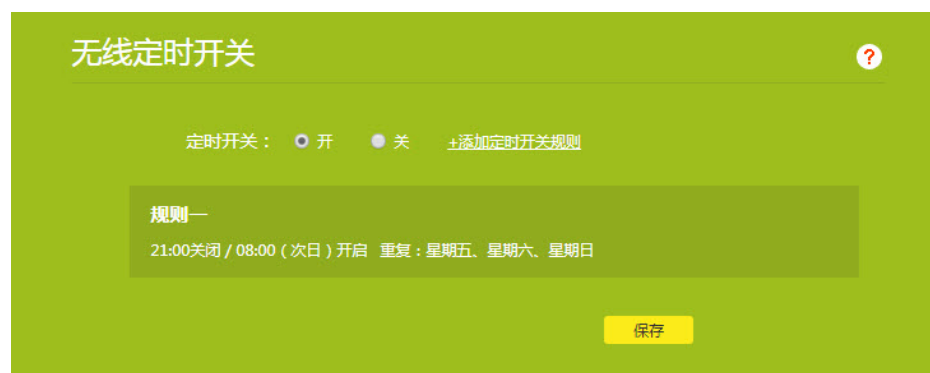 无线定时开关
?
定时开关： 开 关 +添加定时开关规则
规则一
21:00关闭 / 08:00 ( 次日 ) 开启 重复：星期五、星期六、星期日
保存